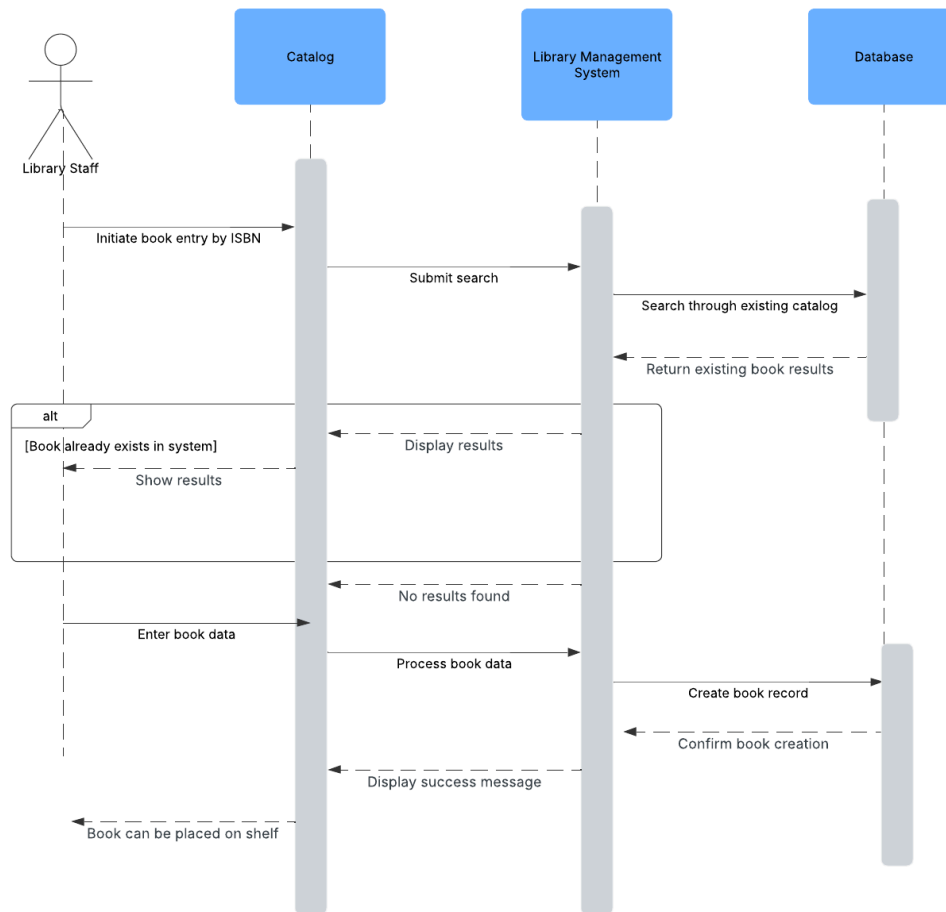 Catalog
Library Management
System
Database
Library Staff
Initiate book entry by ISBN
Submit search
Search through existing catalog
Return existing book results
alt
[Book already exists in system]
Display results
Show results
No results found
Enter book data
Process book data
Create book record
Confirm book creation
Display success message
Book can be placed on shelf